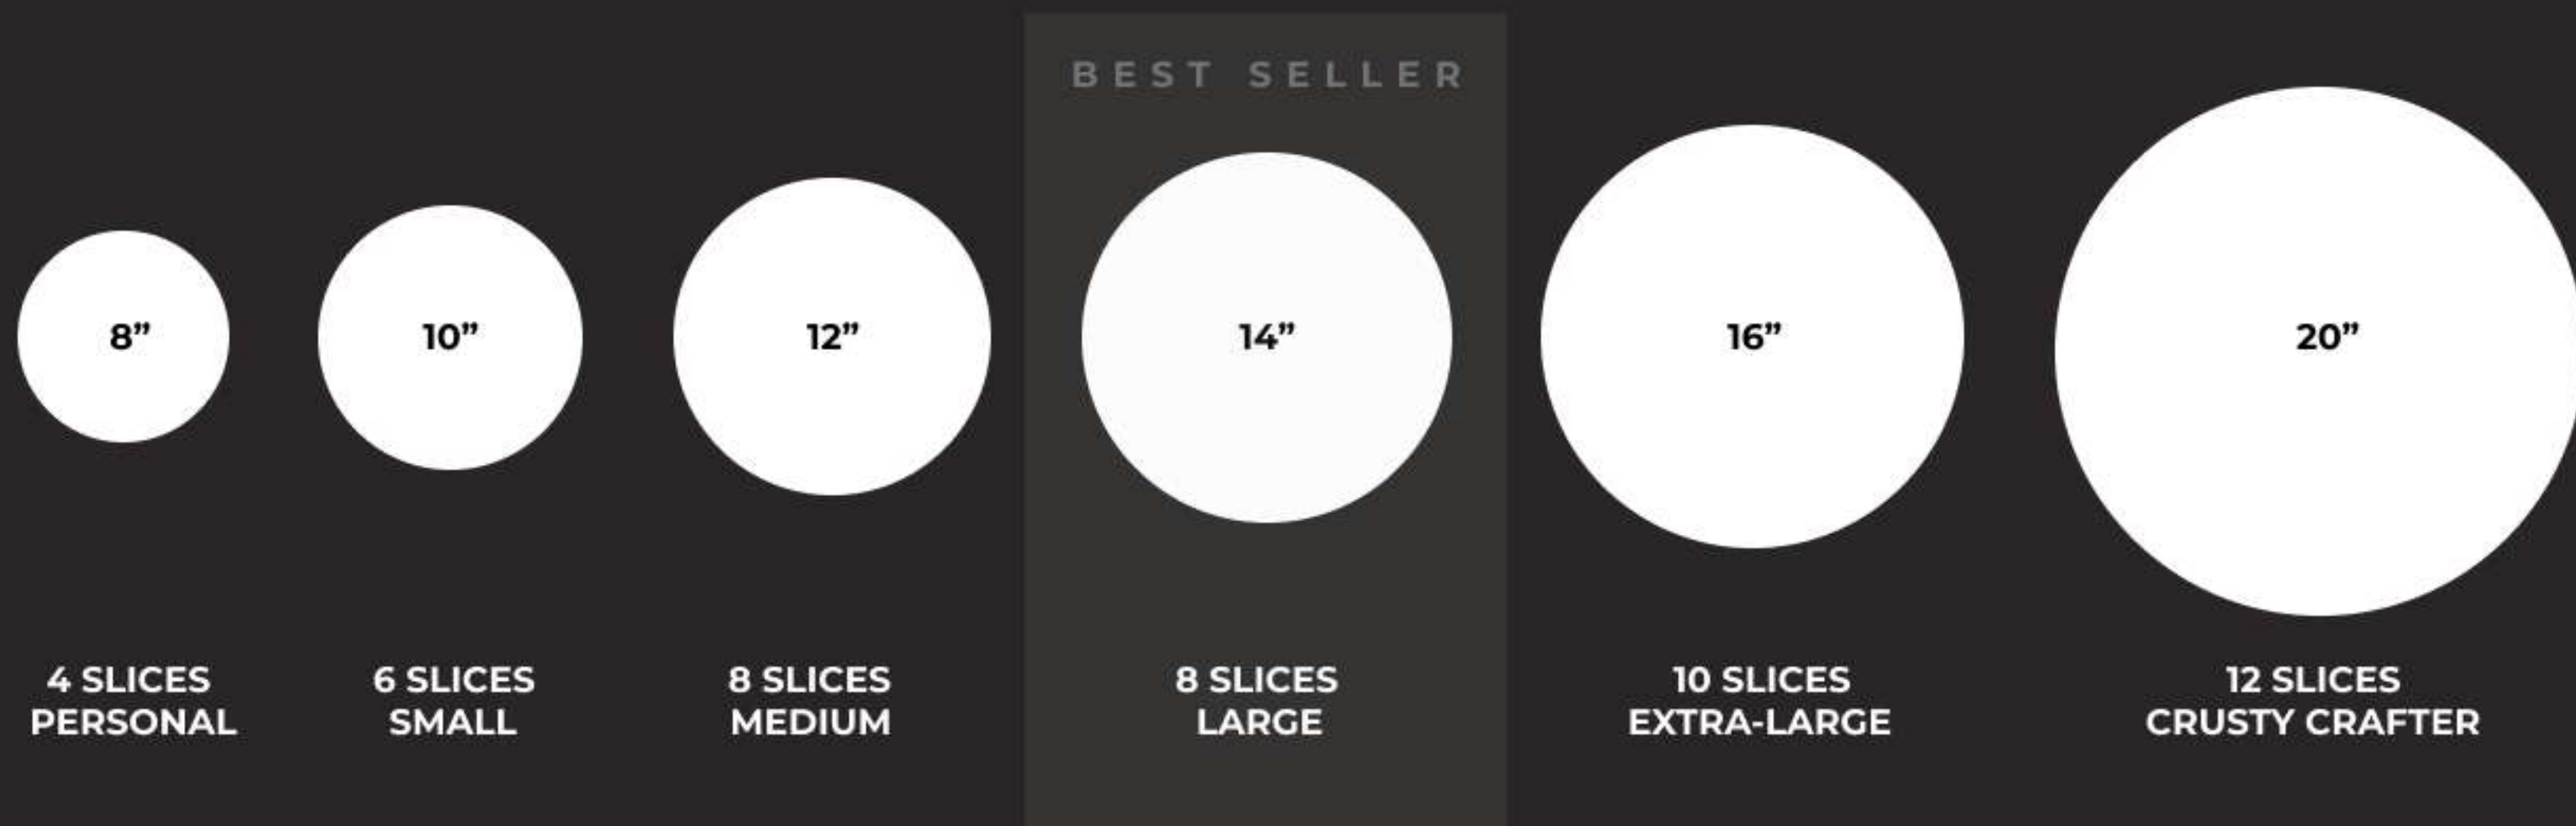 BEST SELLER
8”
10”
12”
14”
16”
20”
4 SLICES
PERSONAL
6 SLICES
SMALL
8 SLICES
MEDIUM
8 SLICES
LARGE
10 SLICES
EXTRA-LARGE
12 SLICES
CRUSTY CRAFTER